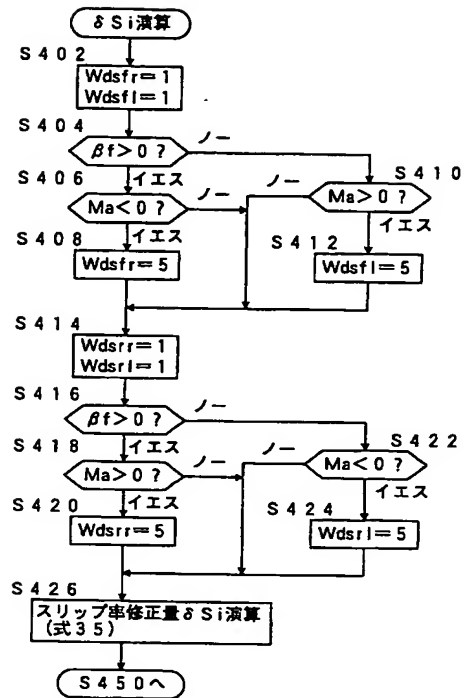 δSi演算
S402
Wdsfr=1
Wdsfl=1
S404
βf>0?
ノー
イエス
S406
Ma<0?
ノー
イエス
S410
Ma>0?
ノー
イエス
S408
Wdsfr=5
S412
Wdsfl=5
S414
Wdsrr=1
Wdsrl=1
S416
βf>0?
ノー
イエス
S418
Ma>0?
ノー
イエス
S422
Ma<0?
ノー
イエス
S420
Wdsrr=5
S424
Wdsrl=5
S426
スリップ率修正量δSi演算
(式35)
S450へ